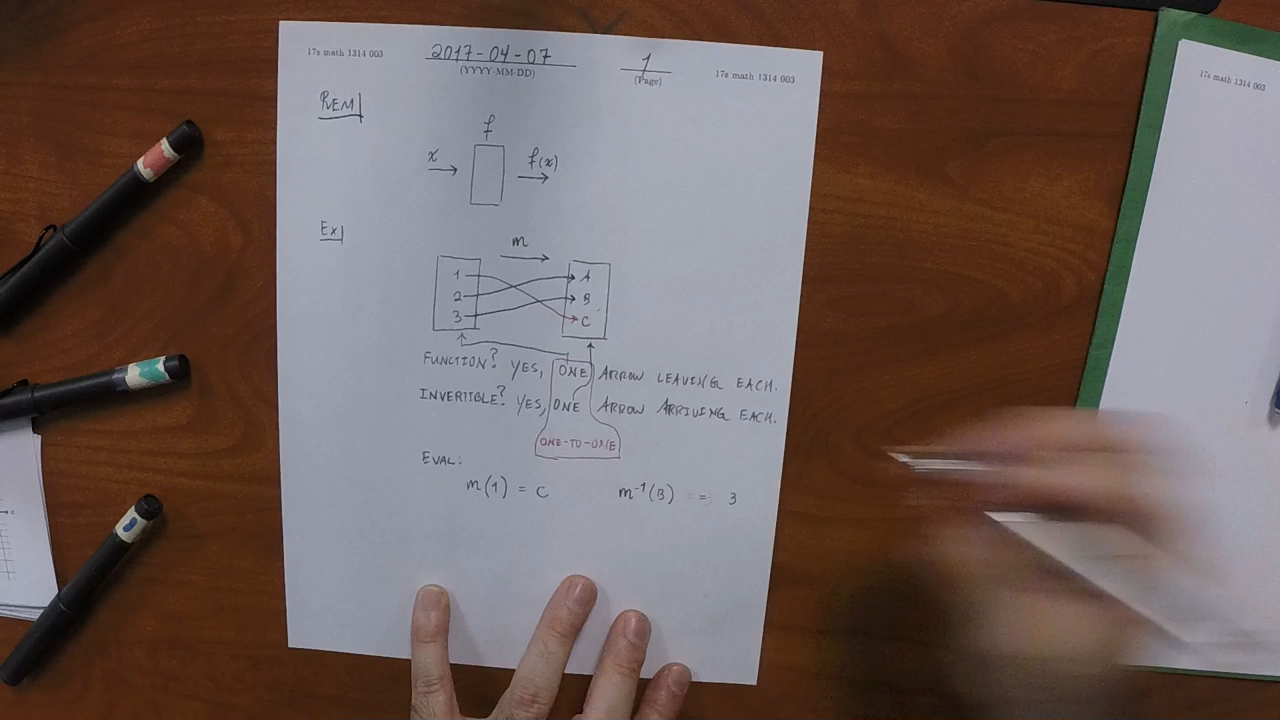 17s math 1314 003 2017-04-07 1 17s math 1314 003
(YYYY-MM-DD) (Page)
REM
f
x f(x)
Ex
m
1 A
2 B
3 C
FUNCTION? YES, ONE ARROW LEAVING EACH.
INVERTIBLE? YES, ONE ARROW ARRIVING EACH.
ONE-TO-ONE
EVAL:
m(1) = C m⁻¹(B) = 3
17s math 1314 003